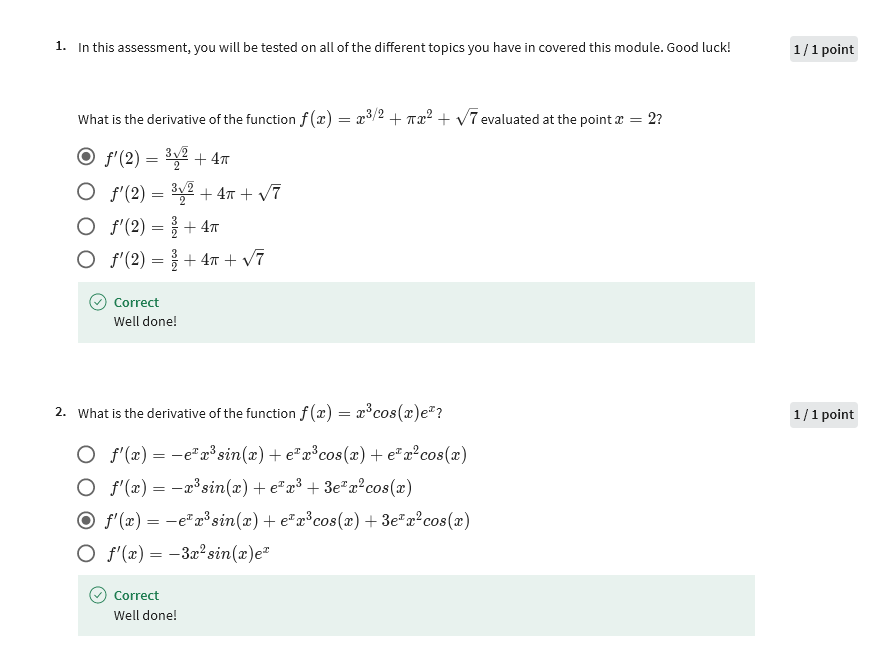 1. In this assessment, you will be tested on all of the different topics you have in covered this module. Good luck!
1 / 1 point
What is the derivative of the function f(x) = x^{3/2} + πx^2 + √7 evaluated at the point x = 2?
f′(2) = \frac{3√2}{2} + 4π
f′(2) = \frac{3√2}{2} + 4π + √7
f′(2) = \frac{3}{2} + 4π
f′(2) = \frac{3}{2} + 4π + √7
Correct
Well done!
2. What is the derivative of the function f(x) = x^3cos(x)e^x?
1 / 1 point
f′(x) = −e^x x^3 sin(x) + e^x x^3 cos(x) + e^x x^2 cos(x)
f′(x) = −x^3 sin(x) + e^x x^3 + 3e^x x^2 cos(x)
f′(x) = −e^x x^3 sin(x) + e^x x^3 cos(x) + 3e^x x^2 cos(x)
f′(x) = −3x^2 sin(x)e^x
Correct
Well done!